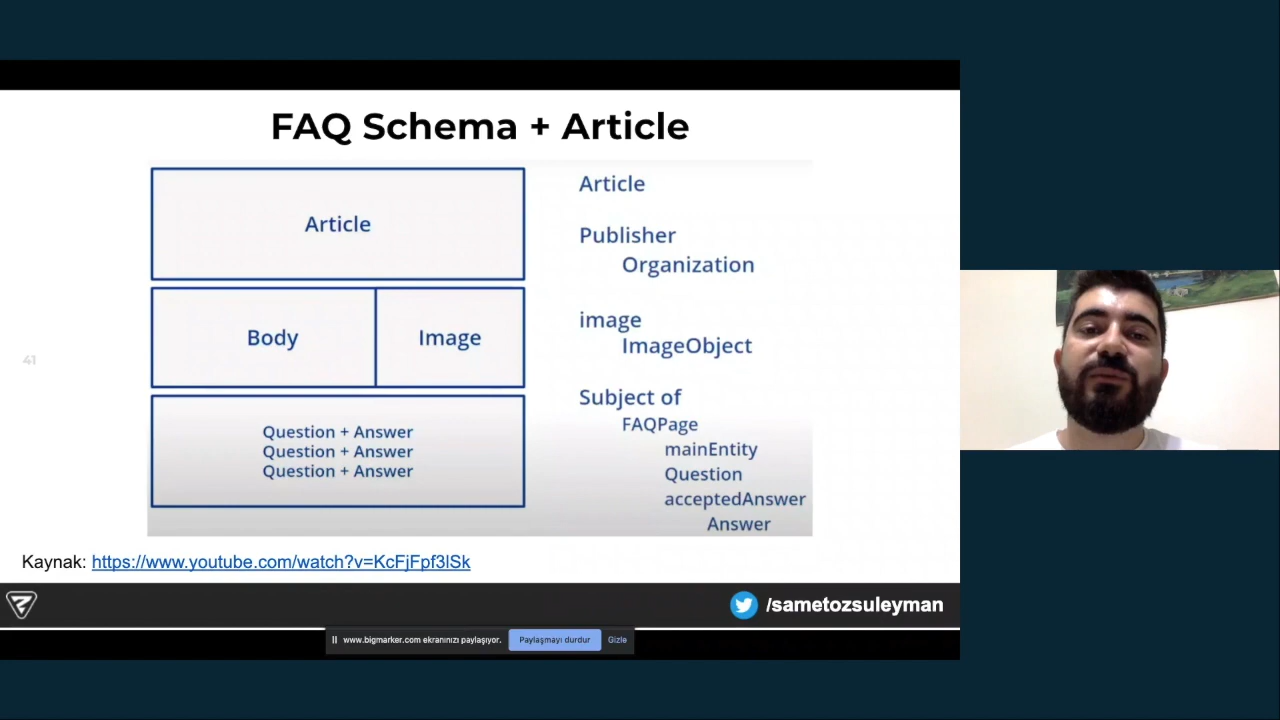 FAQ Schema + Article
Article
Body
Image
Question + Answer
Question + Answer
Question + Answer
Article
Publisher
Organization
image
ImageObject
Subject of
FAQPage
mainEntity
Question
acceptedAnswer
Answer
41
Kaynak: https://www.youtube.com/watch?v=KcFjFpf3lSk
/sametozsuleyman
www.bigmarker.com ekranınızı paylaşıyor.
Paylaşmayı durdur
Gizle